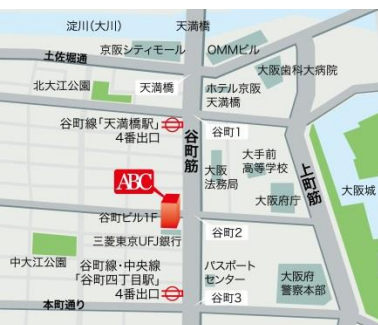 淀川(大川)
天満橋
京阪シティモール
OMMビル
土佐堀通
大阪歯科大病院
北大江公園
天満橋
ホテル京阪
天満橋
谷町線「天満橋駅」
4番出口
谷町1
谷町筋
大手前
高等学校
上町筋
大阪
法務局
ABC
大阪城
大阪府庁
谷町ビル1F
谷町2
三菱東京UFJ銀行
中大江公園
谷町線・中央線
「谷町四丁目駅」
4番出口
パスポート
センター
大阪府
警察本部
谷町3
本町通り